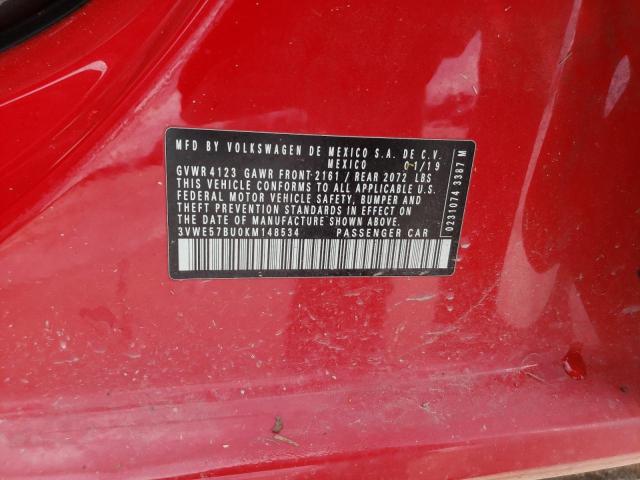 MFD BY VOLKSWAGEN DE MEXICO S.A. DE C.V.
MEXICO 01/19
GVWR 4123 GAWR FRONT 2161 / REAR 2072 LBS
THIS VEHICLE CONFORMS TO ALL APPLICABLE U.S.
FEDERAL MOTOR VEHICLE SAFETY, BUMPER AND
THEFT PREVENTION STANDARDS IN EFFECT ON
THE DATE OF MANUFACTURE SHOWN ABOVE.
3VWE57BU0KM148534 PASSENGER CAR
0231074 3387 M